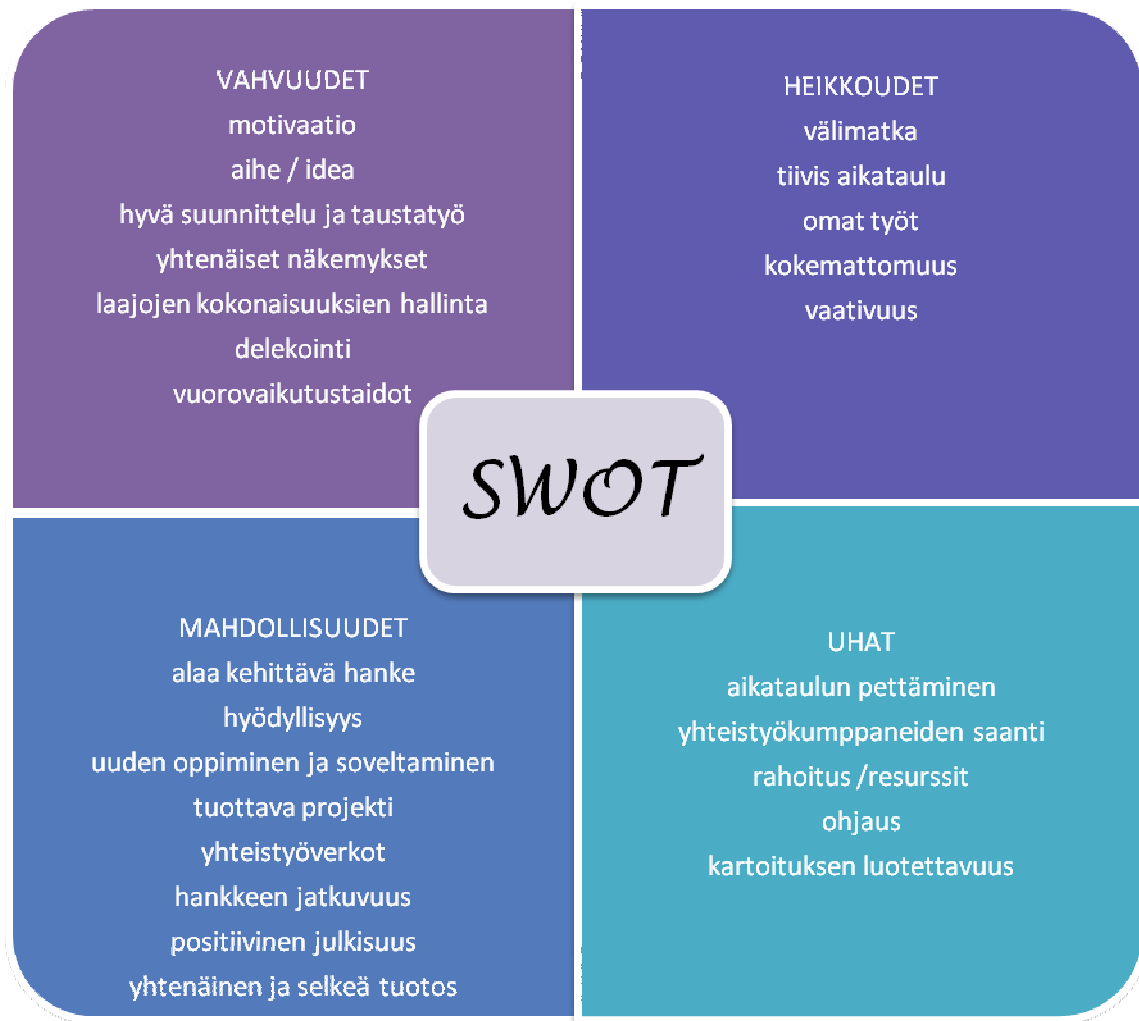 VAHVUUDET
motivaatio
aihe / idea
hyvä suunnittelu ja taustatyö
yhtenäiset näkemykset
laajojen kokonaisuuksien hallinta
delekointi
vuorovaikutustaidot
HEIKKOUDET
välimatka
tiivis aikataulu
omat työt
kokemattomuus
vaativuus
SWOT
MAHDOLLISUUDET
alaa kehittävä hanke
hyödyllisyys
uuden oppiminen ja soveltaminen
tuottava projekti
yhteistyöverkot
hankkeen jatkuvuus
positiivinen julkisuus
yhtenäinen ja selkeä tuotos
UHAT
aikataulun pettäminen
yhteistyökumppaneiden saanti
rahoitus /resurssit
ohjaus
kartoituksen luotettavuus